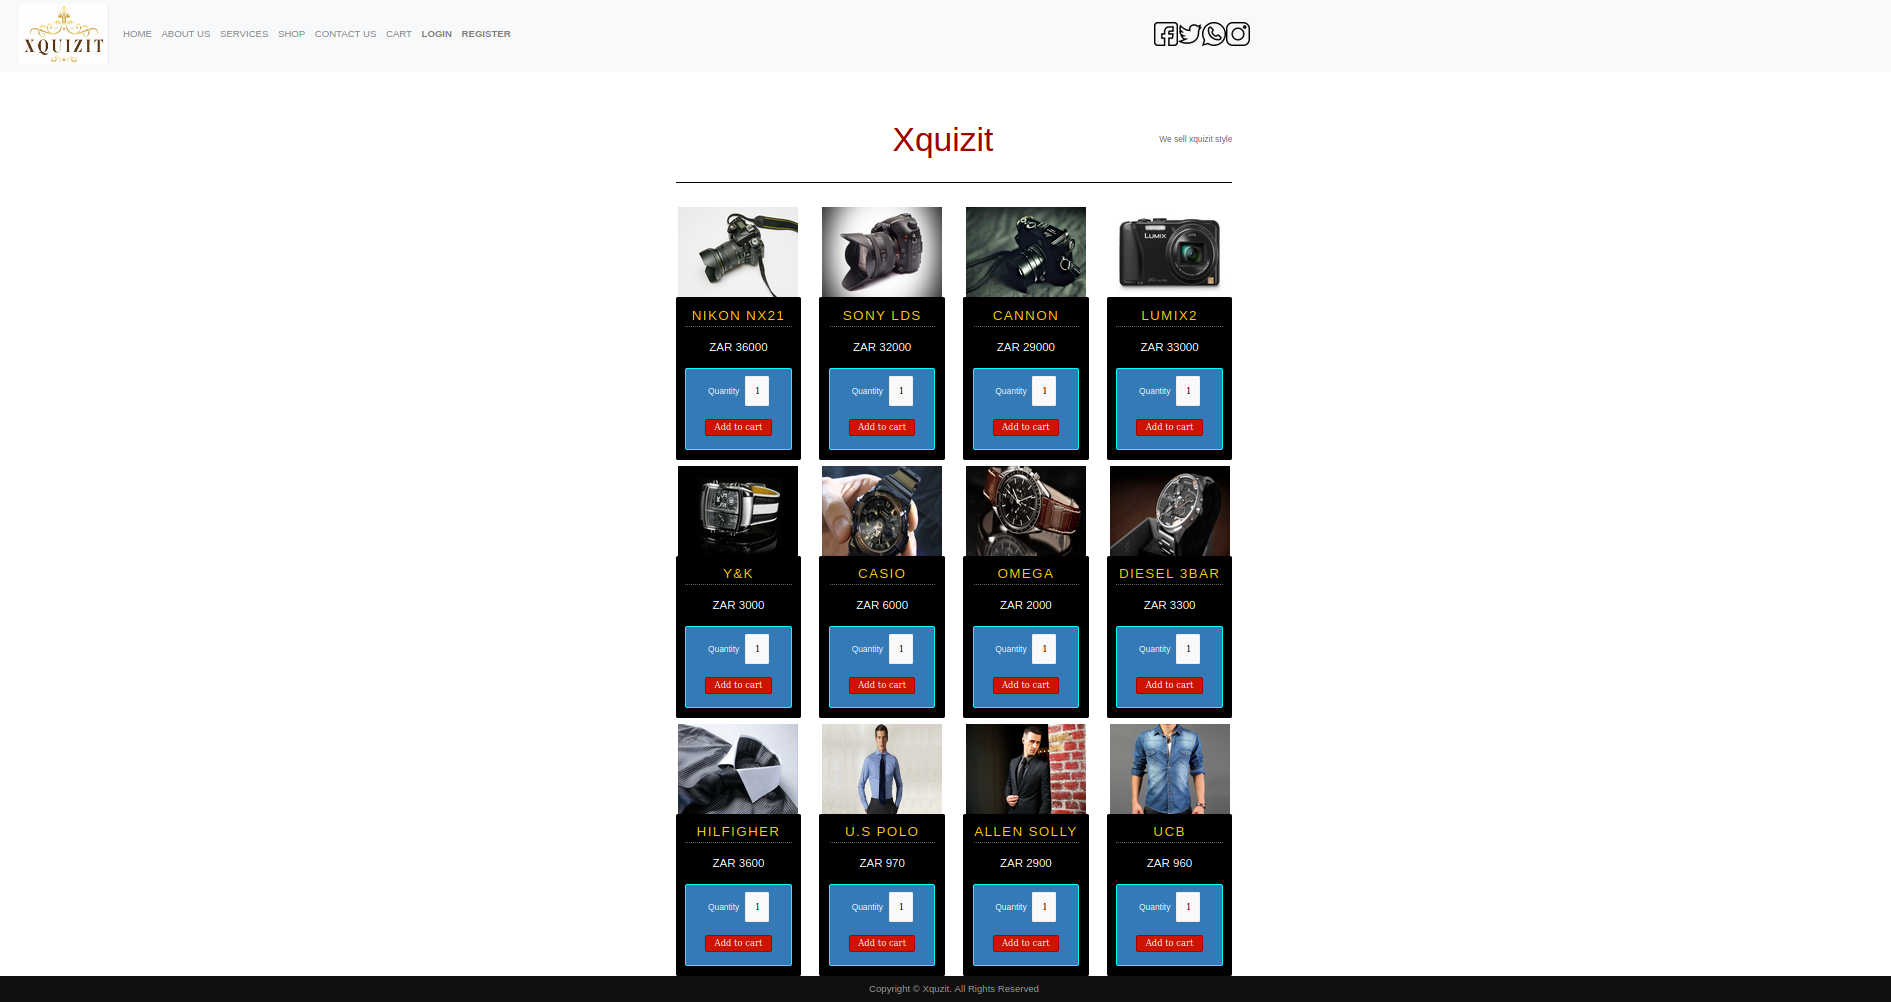 XQUIZIT
HOME ABOUT US SERVICES SHOP CONTACT US CART LOGIN REGISTER
Xquizit
We sell xquizit style
LUMIX
NIKON NX21 SONY LDS CANNON LUMIX2
ZAR 36000 ZAR 32000 ZAR 29000 ZAR 33000
Quantity 1 Quantity 1 Quantity 1 Quantity 1
Add to cart Add to cart Add to cart Add to cart
Y&K CASIO OMEGA DIESEL 3BAR
ZAR 3000 ZAR 6000 ZAR 2000 ZAR 3300
Quantity 1 Quantity 1 Quantity 1 Quantity 1
Add to cart Add to cart Add to cart Add to cart
HILFIGHER U.S POLO ALLEN SOLLY UCB
ZAR 3600 ZAR 970 ZAR 2900 ZAR 960
Quantity 1 Quantity 1 Quantity 1 Quantity 1
Add to cart Add to cart Add to cart Add to cart
Copyright © Xquzit. All Rights Reserved